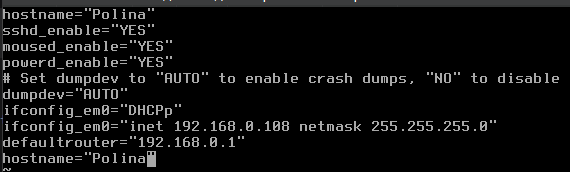 hostname="Polina"
sshd_enable="YES"
moused_enable="YES"
powerd_enable="YES"
# Set dumpdev to "AUTO" to enable crash dumps, "NO" to disable
dumpdev="AUTO"
ifconfig_em0="DHCPp"
ifconfig_em0="inet 192.168.0.108 netmask 255.255.255.0"
defaultrouter="192.168.0.1"
hostname="Polina"
~